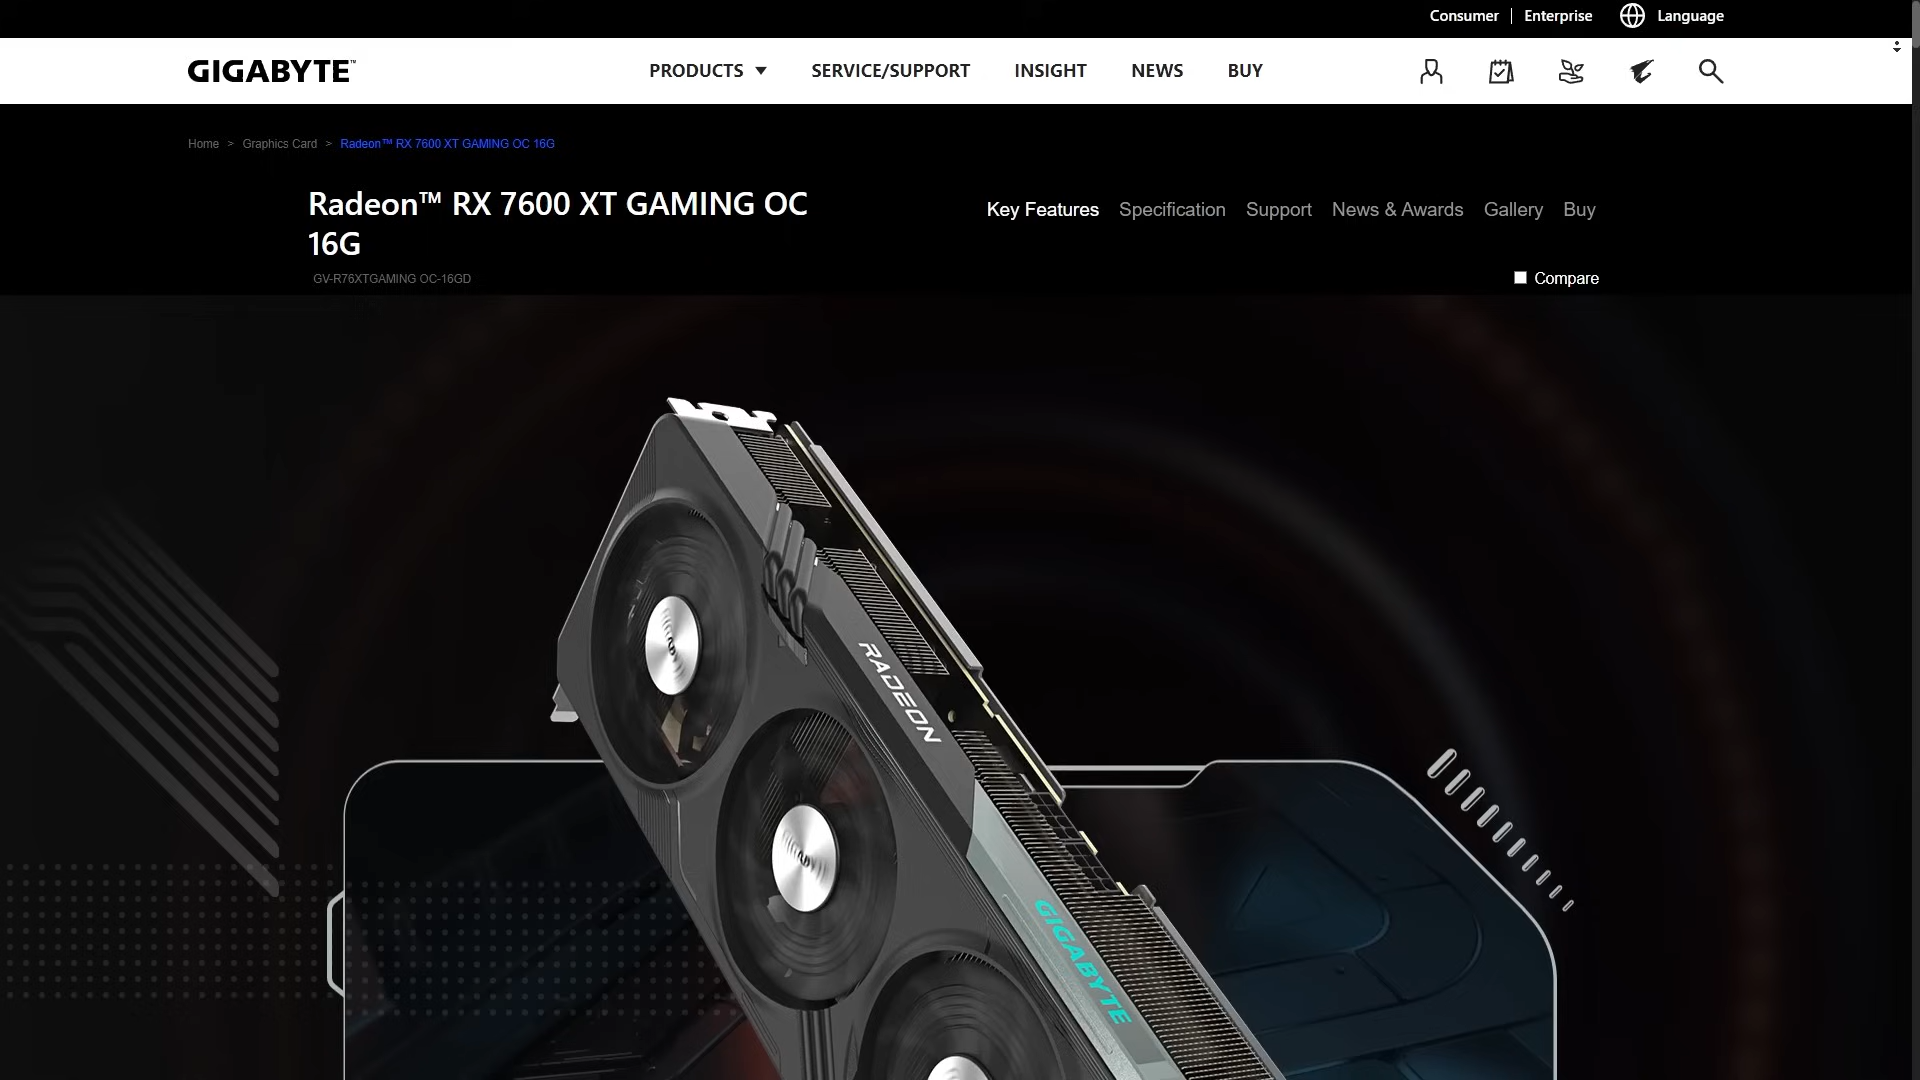 Consumer | Enterprise Language
GIGABYTE™ PRODUCTS ▼ SERVICE/SUPPORT INSIGHT NEWS BUY
Home > Graphics Card > Radeon™ RX 7600 XT GAMING OC 16G
Radeon™ RX 7600 XT GAMING OC
16G
Key Features Specification Support News & Awards Gallery Buy
GV-R76XTGAMING OC-16GD
Compare
RADEON
GIGABYTE